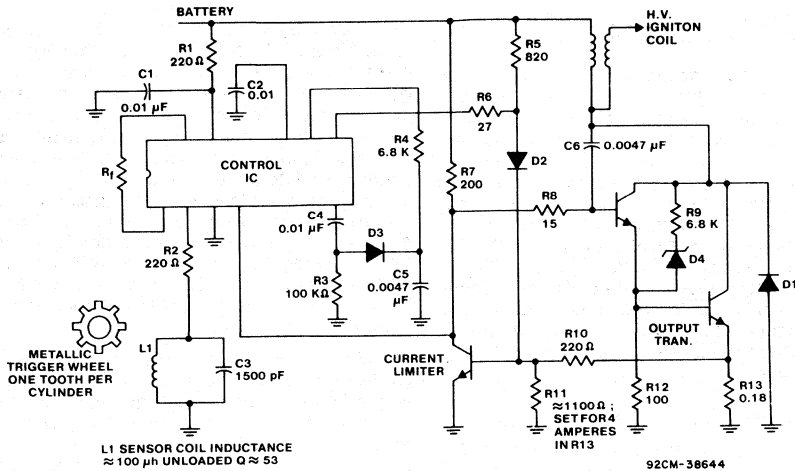 BATTERY
H.V.
IGNITON
COIL
R1
220 Ω
R5
820
C1
0.01 µF
C2
0.01
R6
27
R4
6.8 K
C6
0.0047 µF
D2
Rf
CONTROL
IC
R7
200
R8
15
R9
6.8 K
C4
0.01 µF
D3
D4
R2
220 Ω
R3
100 KΩ
C5
0.0047
µF
D1
OUTPUT
TRAN.
METALLIC
TRIGGER WHEEL
ONE TOOTH PER
CYLINDER
L1
C3
1500 pF
CURRENT
LIMITER
R10
220 Ω
R11
≈1100 Ω ;
SET FOR 4
AMPERES
IN R13
R12
100
R13
0.18
L1 SENSOR COIL INDUCTANCE
≈ 100 µh UNLOADED Q ≈ 53
92CM-38644